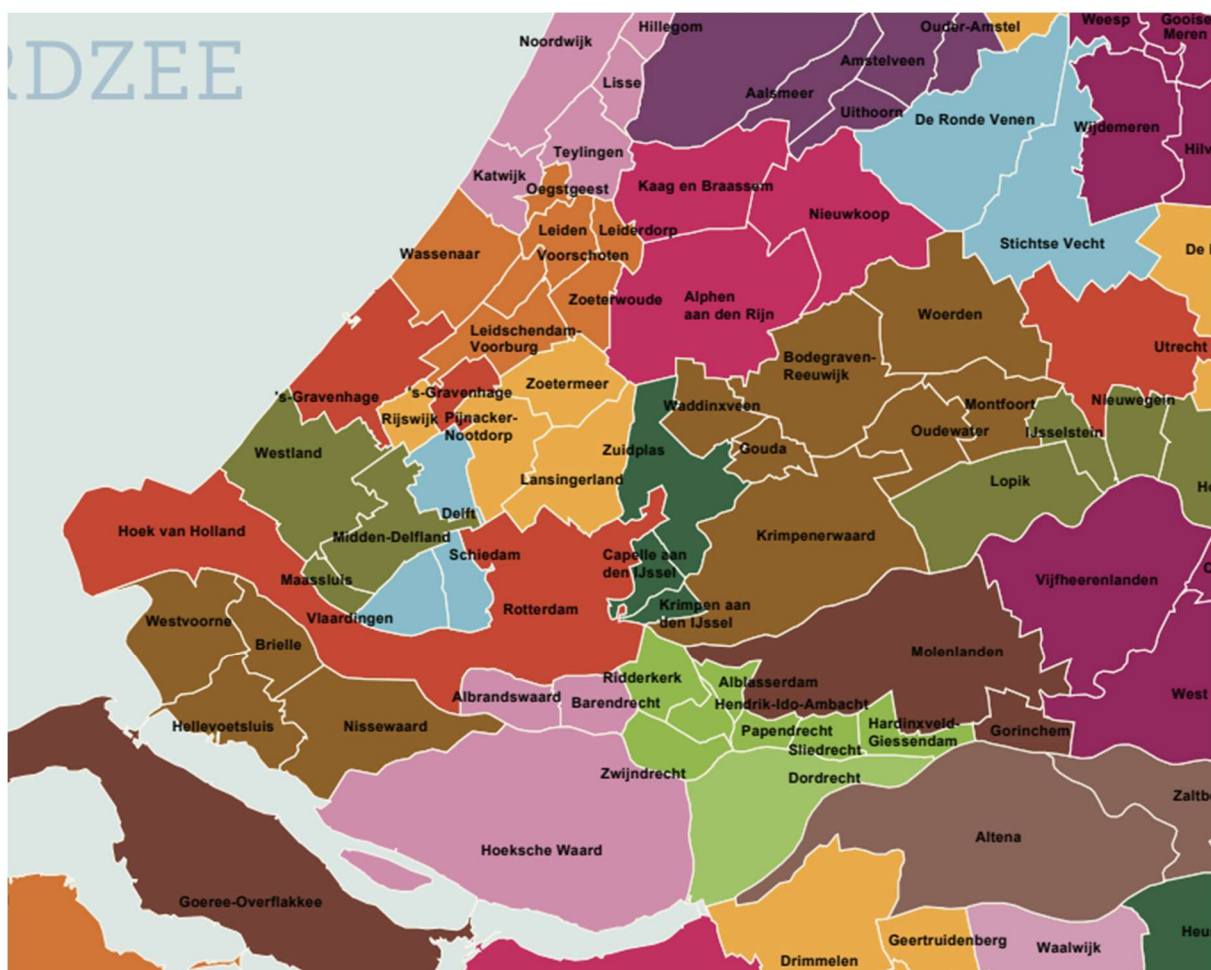 Hillegom
Ouder-Amstel
Weesp
Gooise
Meren
Noordwijk
RDZEE
Amstelveen
Lisse
Aalsmeer
Uithoorn
De Ronde Venen
Wijdemeren
Hilv
Teylingen
Katwijk
Oegstgeest
Kaag en Braassem
Nieuwkoop
Leiden
Leiderdorp
Stichtse Vecht
De
Wassenaar
Voorschoten
Zoeterwoude
Alphen
aan den Rijn
Woerden
Leidschendam-
Voorburg
Utrecht
Bodegraven-
Reeuwijk
Zoetermeer
's-Gravenhage
's-Gravenhage
Nieuwegein
Waddinxveen
Montfoort
Rijswijk
Pijnacker-
Nootdorp
Oudewater
IJsselstein
Westland
Zuidplas
Gouda
Lansingerland
Lopik
He
Delft
Hoek van Holland
Midden-Delfland
Krimpenerwaard
Schiedam
Capelle aan
den IJssel
Maassluis
Vijfheerenlanden
Rotterdam
Krimpen aan
den IJssel
Vlaardingen
Westvoorne
Brielle
Molenlanden
Ridderkerk
Alblasserdam
West
Albrandswaard
Barendrecht
Hendrik-Ido-Ambacht
Hellevoetsluis
Nissewaard
Papendrecht
Hardinxveld-
Giessendam
Gorinchem
Sliedrecht
Zwijndrecht
Dordrecht
Zaltb
Altena
Hoeksche Waard
Goeree-Overflakkee
Heus
Geertruidenberg
Waalwijk
Drimmelen